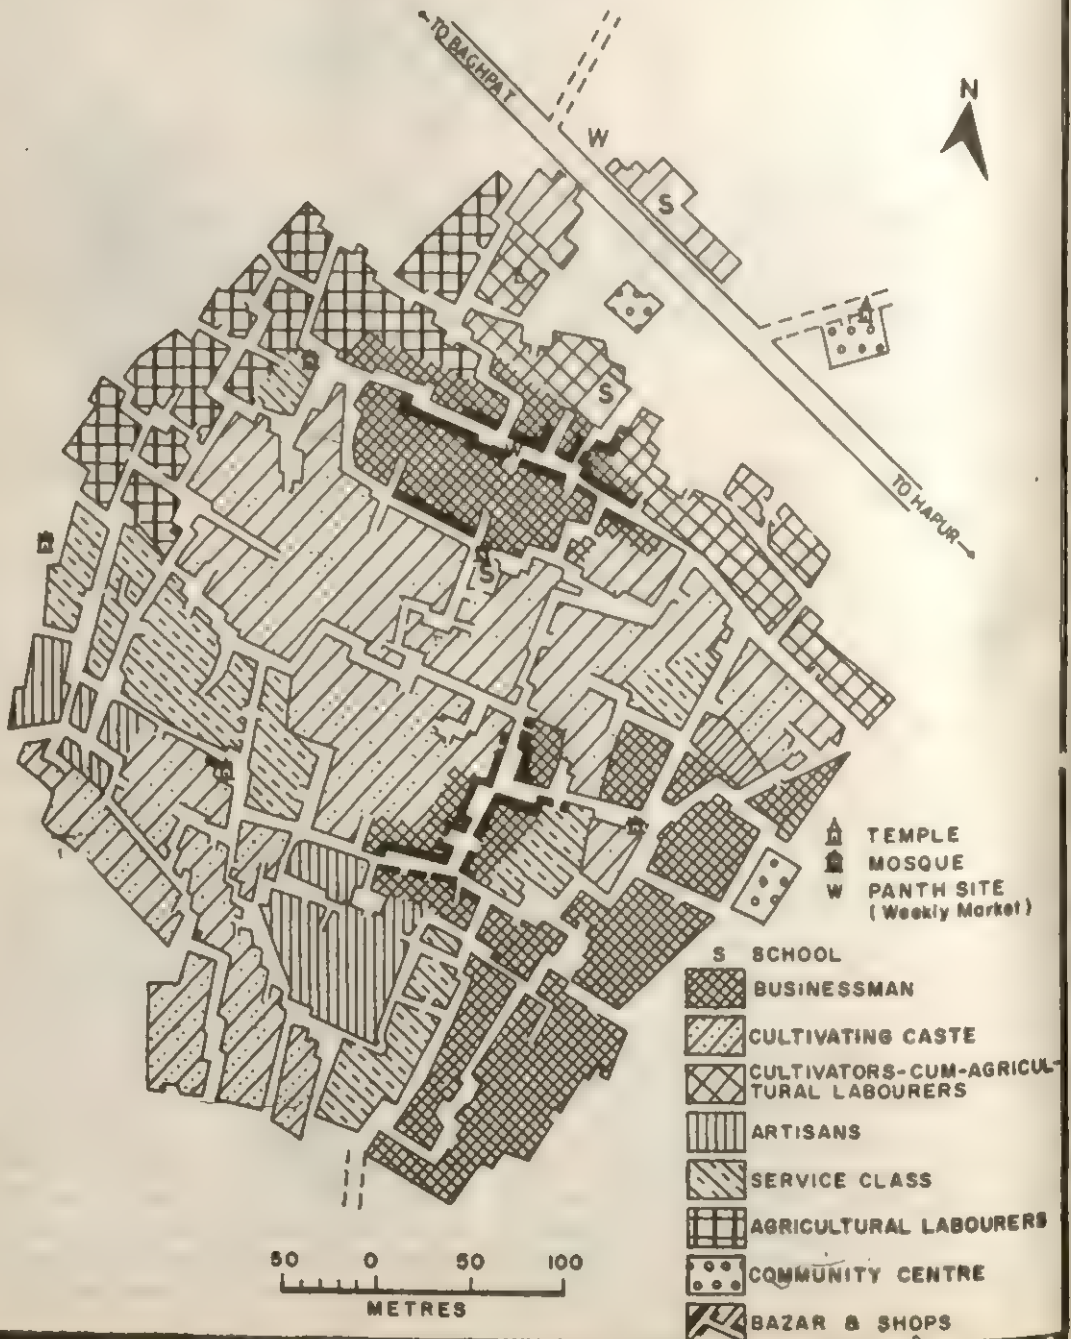 TO BAGHPAT
N
W
S
S
W
TO HAPUR
S
TEMPLE
MOSQUE
W PANTH SITE
(Weekly Market)
S SCHOOL
BUSINESSMAN
CULTIVATING CASTE
CULTIVATORS-CUM-AGRICUL-
TURAL LABOURERS
ARTISANS
SERVICE CLASS
AGRICULTURAL LABOURERS
COMMUNITY CENTRE
BAZAR & SHOPS
50 0 50 100
METRES